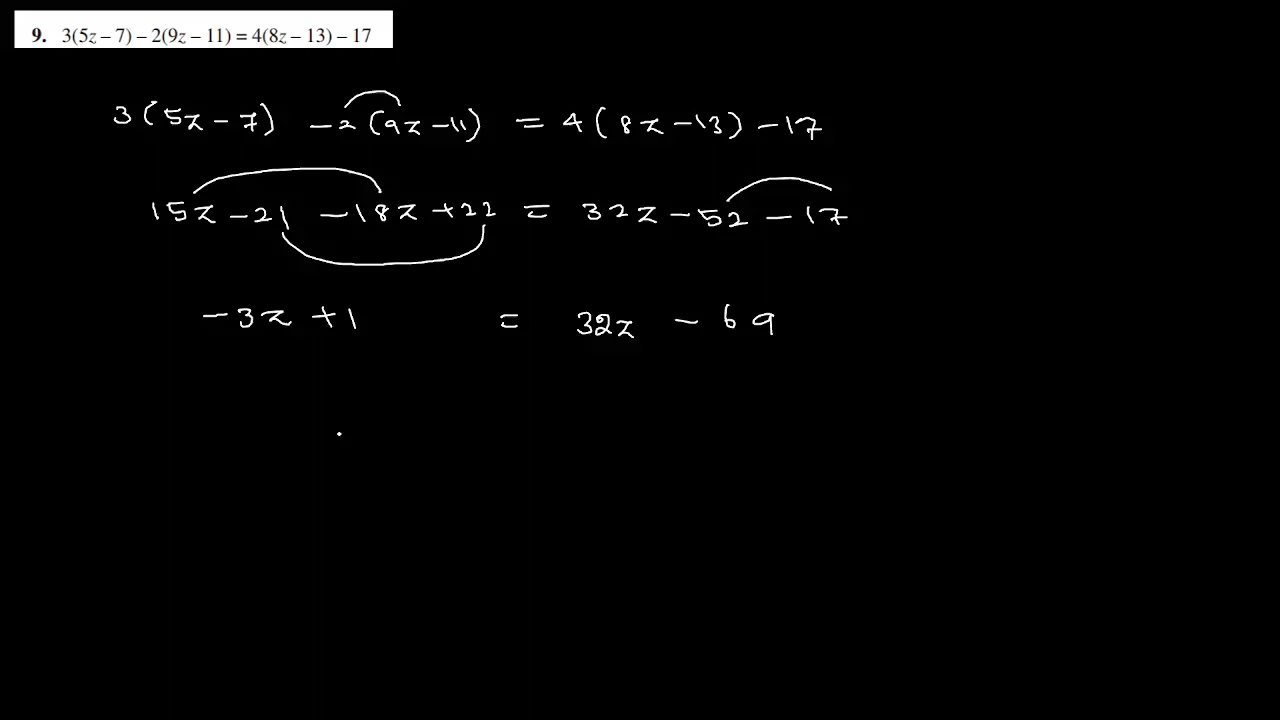 9. 3(5z – 7) – 2(9z – 11) = 4(8z – 13) – 17
3(5z-7) -2(9z-11) = 4(8z-13)-17
15z-21 -18z+22 = 32z-52-17
-3z+1 = 32z - 69